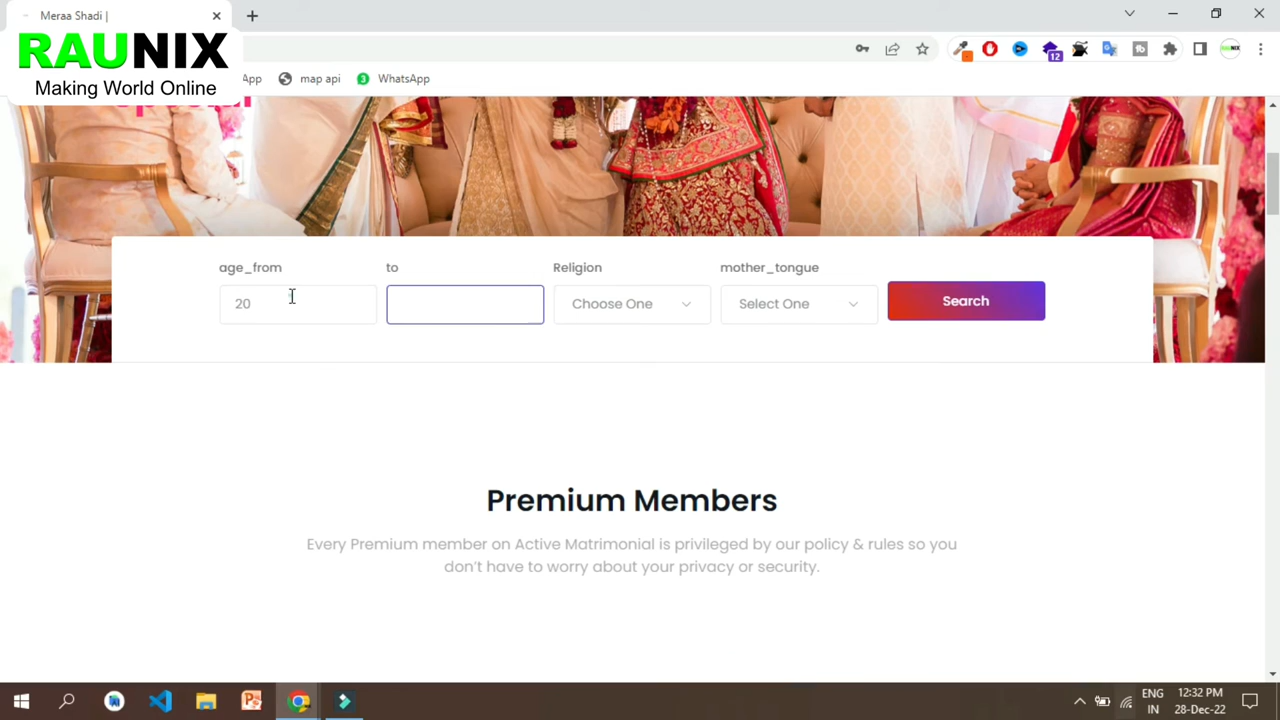 Meraa Shadi |
RAUNIX
Making World Online
App
map api
WhatsApp
12
RAUNIX
age_from
to
Religion
mother_tongue
20
Choose One
Select One
Search
Premium Members
Every Premium member on Active Matrimonial is privileged by our policy & rules so you
don't have to worry about your privacy or security.
ENG
IN
12:32 PM
28-Dec-22